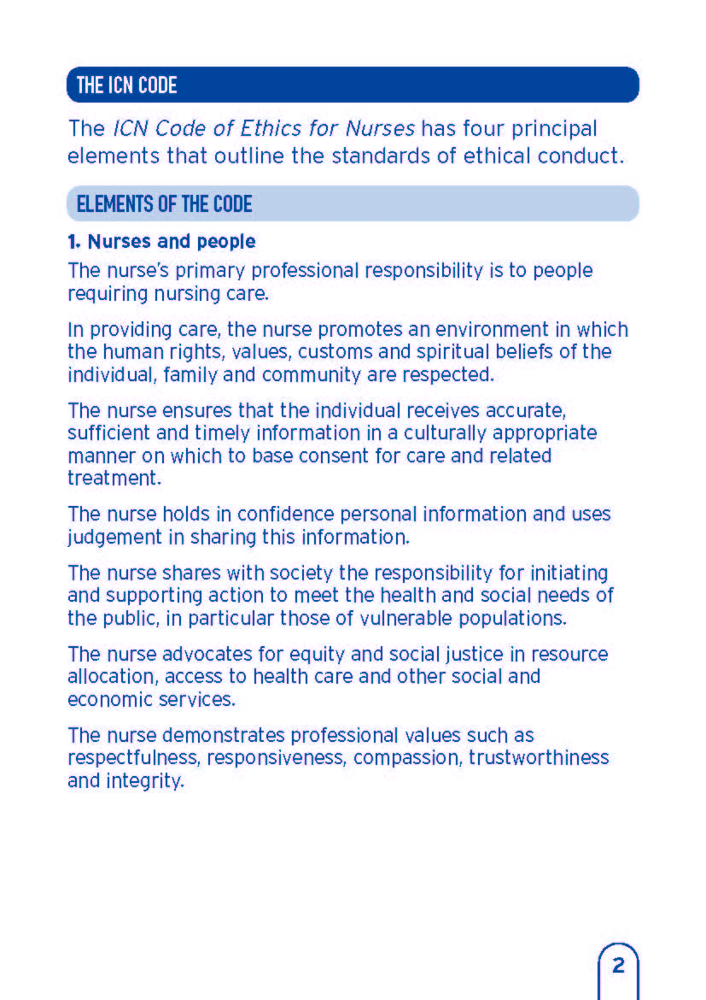 THE ICN CODE
The ICN Code of Ethics for Nurses has four principal
elements that outline the standards of ethical conduct.
ELEMENTS OF THE CODE
1. Nurses and people
The nurse’s primary professional responsibility is to people
requiring nursing care.
In providing care, the nurse promotes an environment in which
the human rights, values, customs and spiritual beliefs of the
individual, family and community are respected.
The nurse ensures that the individual receives accurate,
sufficient and timely information in a culturally appropriate
manner on which to base consent for care and related
treatment.
The nurse holds in confidence personal information and uses
judgement in sharing this information.
The nurse shares with society the responsibility for initiating
and supporting action to meet the health and social needs of
the public, in particular those of vulnerable populations.
The nurse advocates for equity and social justice in resource
allocation, access to health care and other social and
economic services.
The nurse demonstrates professional values such as
respectfulness, responsiveness, compassion, trustworthiness
and integrity.
2